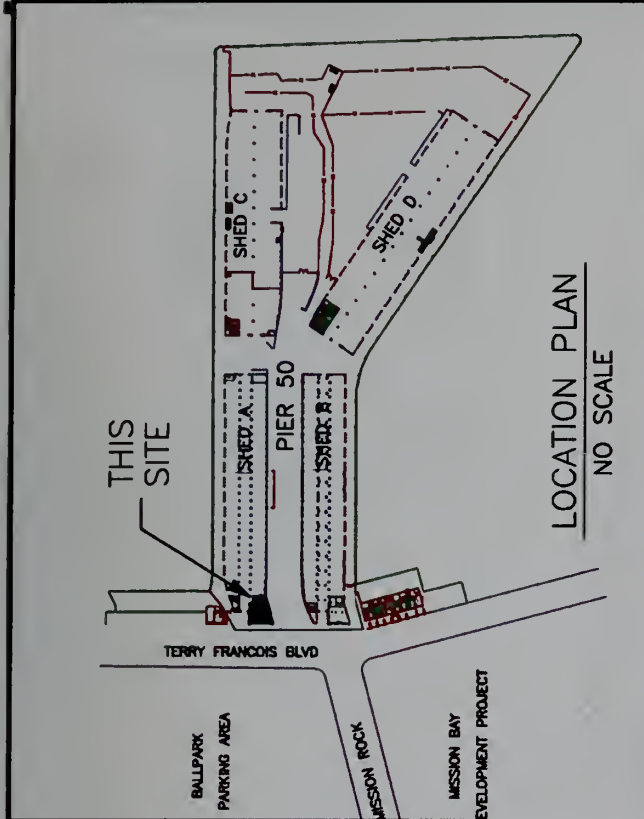 THIS
SITE
SHED C
SHED D
SHED A
PIER 50
SHED B
TERRY FRANCOIS BLVD
BALLPARK
PARKING AREA
MISSION ROCK
MISSION BAY
EVELOPMENT PROJECT
LOCATION PLAN
NO SCALE